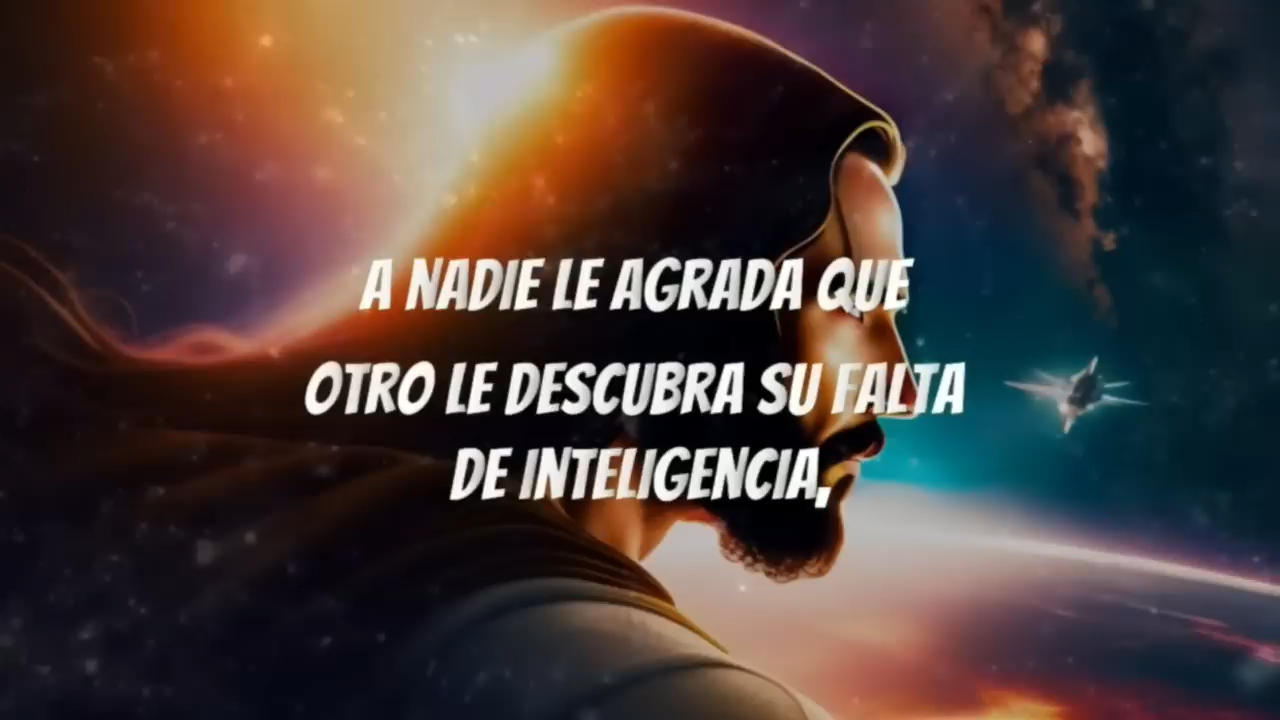 A NADIE LE AGRADA QUE
OTRO LE DESCUBRA SU FALTA
DE INTELIGENCIA,